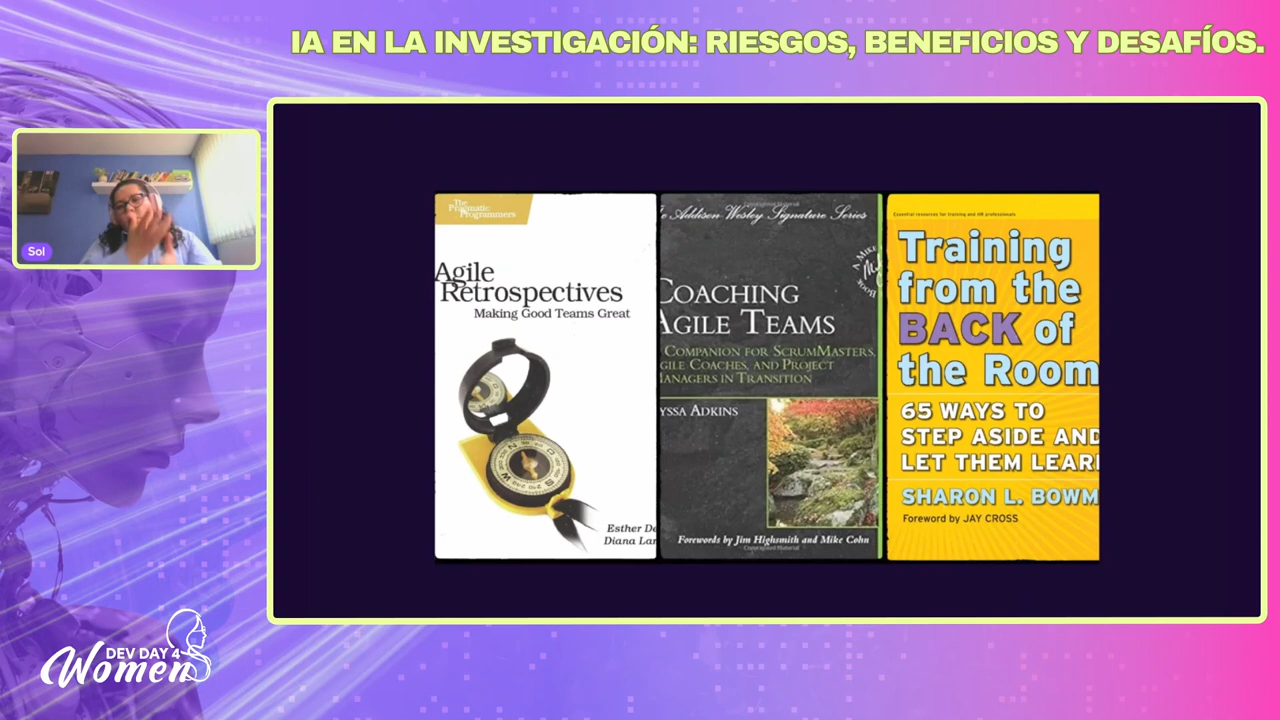 IA EN LA INVESTIGACIÓN: RIESGOS, BENEFICIOS Y DESAFÍOS.
Sol
The
Pragmatic
Programmers
Agile
Retrospectives
Making Good Teams Great
Esther De
Diana Lar
e Addison-Wesley Signature Series
A MIKE
BOOK
COACHING
AGILE TEAMS
COMPANION FOR SCRUMMASTERS,
GILE COACHES, AND PROJECT
ANAGERS IN TRANSITION
YSSA ADKINS
Forewords by Jim Highsmith and Mike Cohn
Copyrighted Material
Essential resources for training and HR professionals
Training
from the
BACK of
the Room
65 WAYS TO
STEP ASIDE AND
LET THEM LEAR
SHARON L. BOWM
Foreword by JAY CROSS
DEV DAY 4
Women